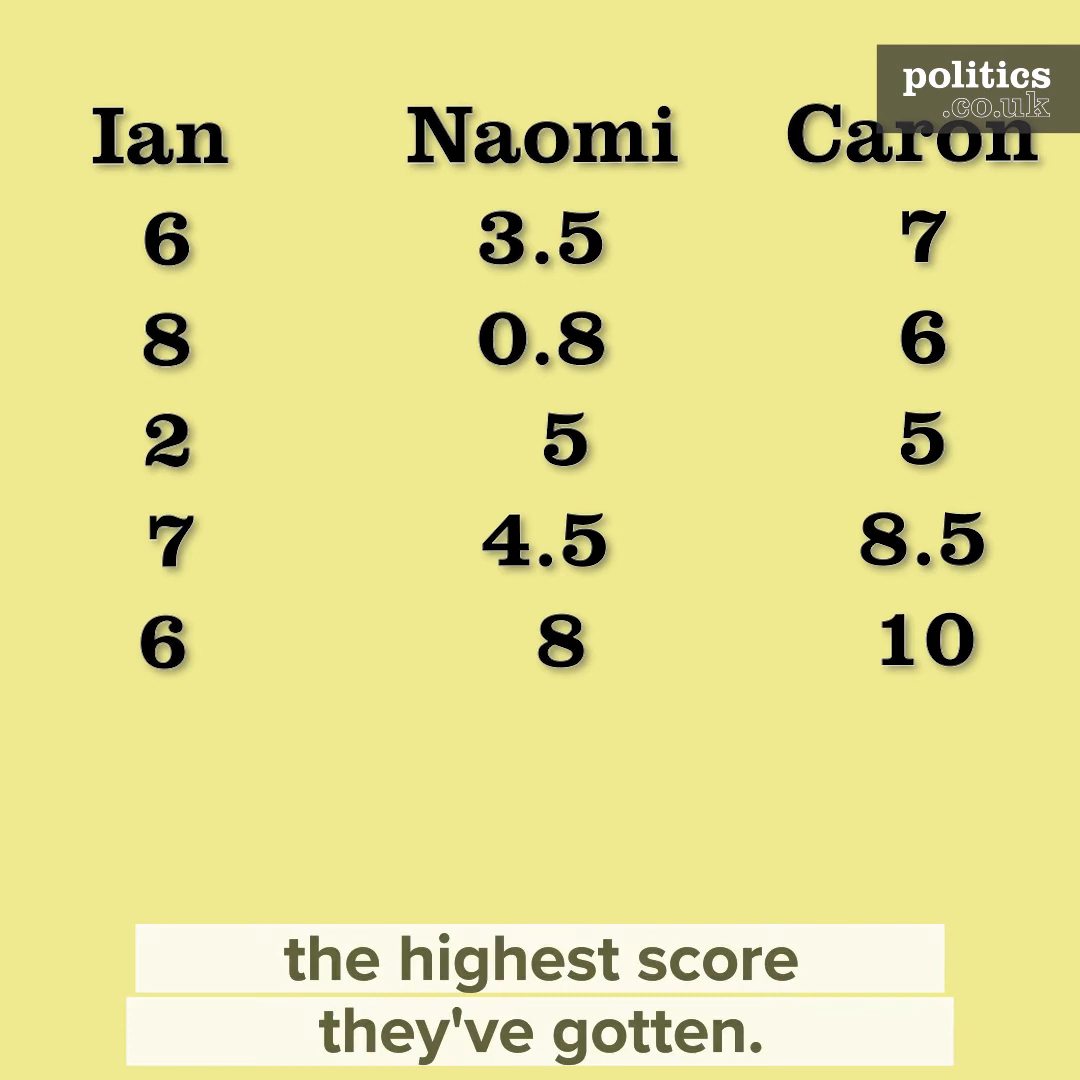 politics
.co.uk
Ian Naomi Caron
6 3.5 7
8 0.8 6
2 5 5
7 4.5 8.5
6 8 10
the highest score
they've gotten.